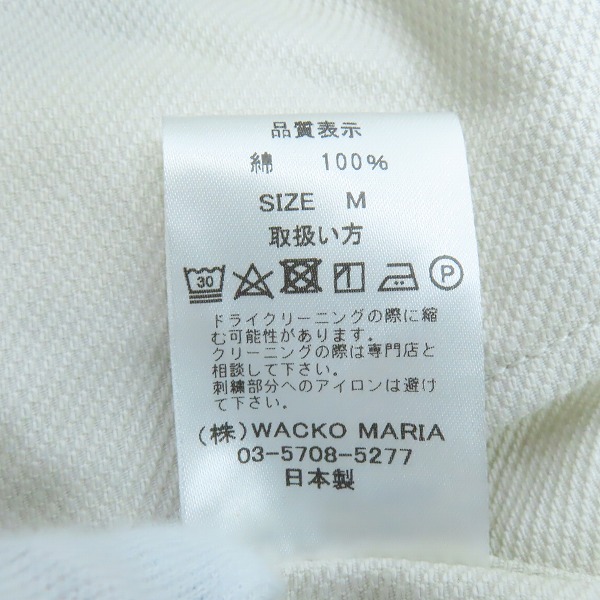 品質表示
綿 100%
SIZE M
取扱い方
30 P
ドライクリーニングの際に縮
む可能性があります。
クリーニングの際は専門店と
相談して下さい。
刺繍部分へのアイロンは避け
て下さい。
(株)WACKO MARIA
03-5708-5277
日本製